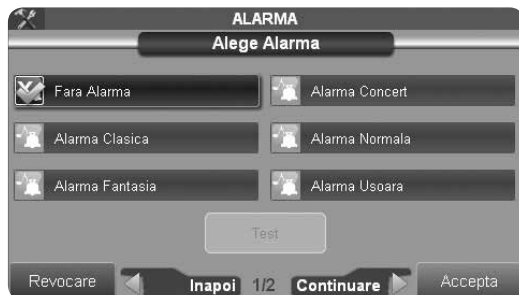 ALARMA
Alege Alarma
Fara Alarma
Alarma Concert
Alarma Clasica
Alarma Normala
Alarma Fantasia
Alarma Usoara
Test
Revocare Inapoi 1/2 Continuare Accepta